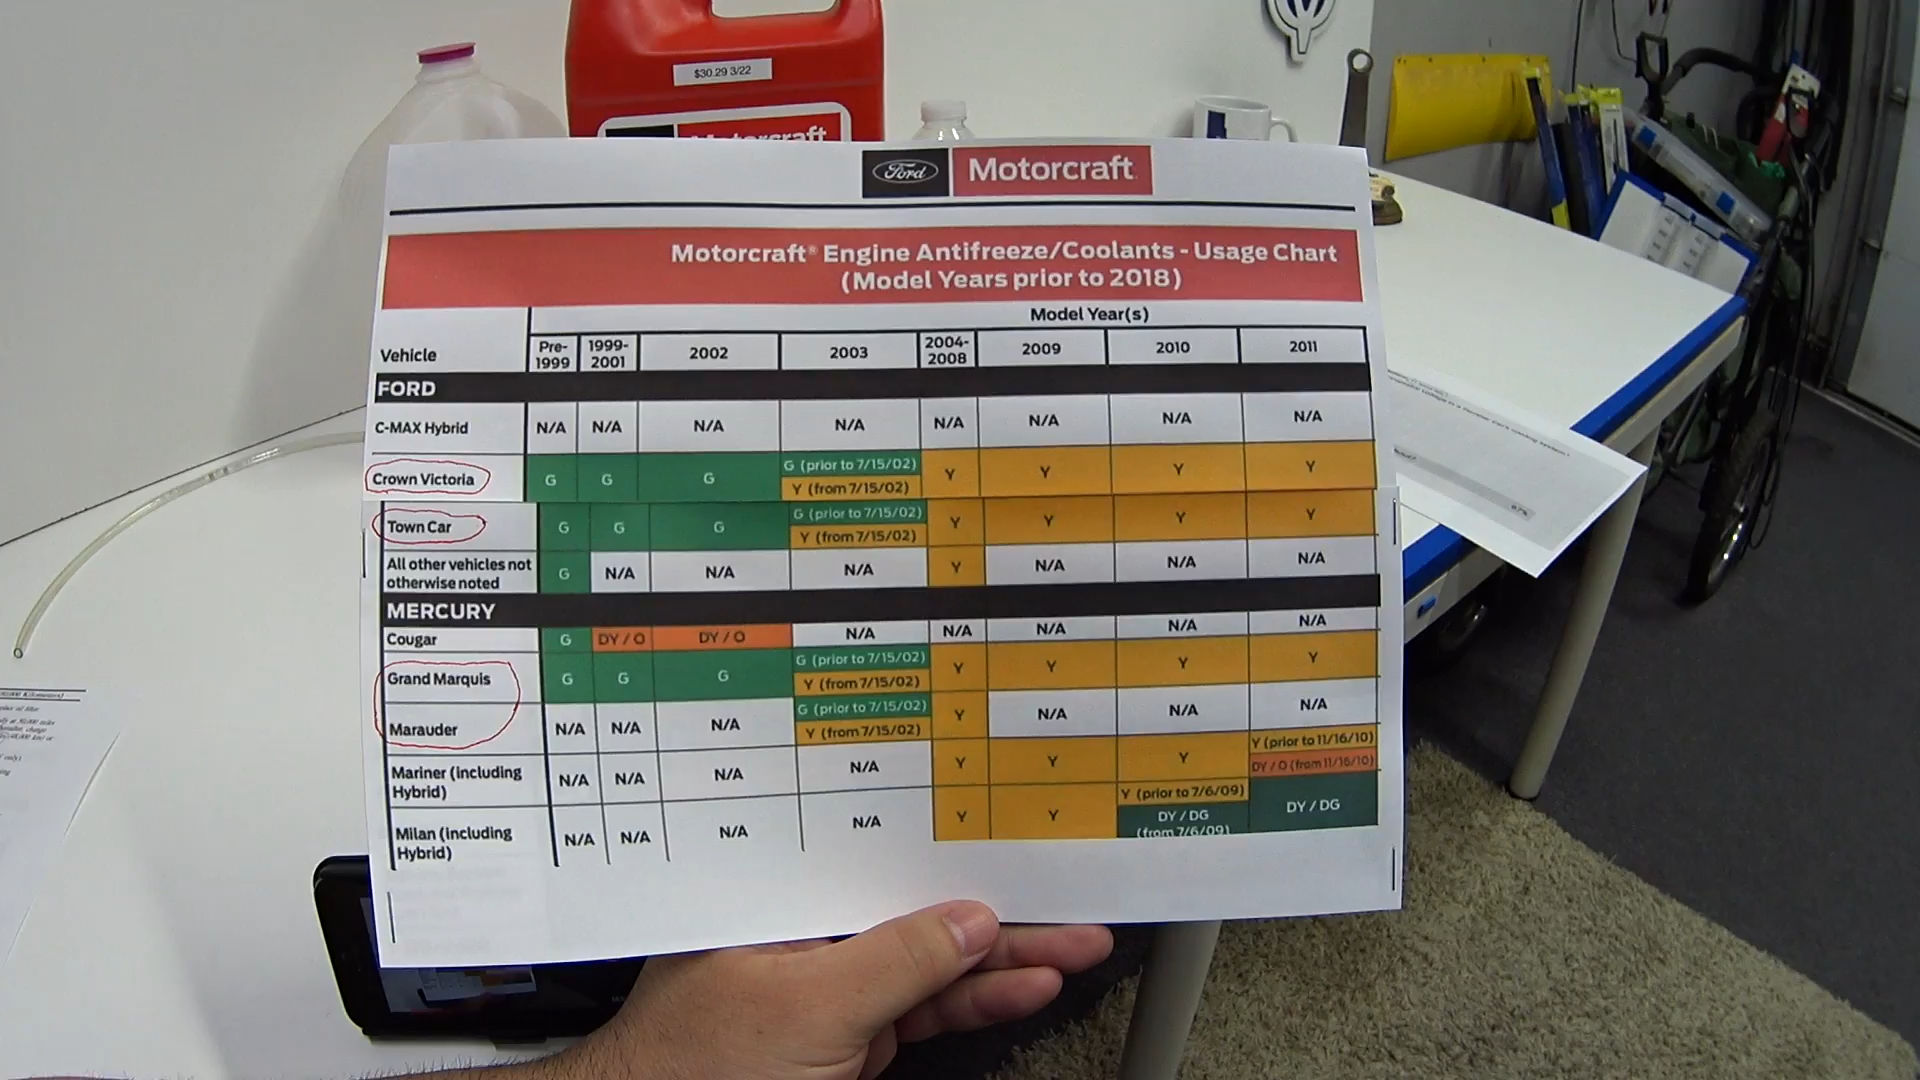 $30.29 3/22
Motorcraft
Ford Motorcraft
Motorcraft® Engine Antifreeze/Coolants - Usage Chart
(Model Years prior to 2018)
Model Year(s)
Vehicle Pre-1999 1999-2001 2002 2003 2004-2008 2009 2010 2011
FORD
C-MAX Hybrid N/A N/A N/A N/A N/A N/A N/A N/A
Crown Victoria G G G G (prior to 7/15/02) Y Y Y Y
Y (from 7/15/02)
Town Car G G G G (prior to 7/15/02) Y Y Y Y
Y (from 7/15/02)
All other vehicles not
otherwise noted G N/A N/A N/A Y N/A N/A N/A
MERCURY
Cougar G DY / O DY / O N/A N/A N/A N/A N/A
Grand Marquis G G G G (prior to 7/15/02) Y Y Y Y
Y (from 7/15/02)
Marauder N/A N/A N/A G (prior to 7/15/02) Y N/A N/A N/A
Y (from 7/15/02)
Mariner (including
Hybrid) N/A N/A N/A N/A Y Y Y Y (prior to 11/16/10)
DY / O (from 11/16/10)
Milan (including
Hybrid) N/A N/A N/A N/A Y Y Y (prior to 7/6/09) DY / DG
DY / DG
(from 7/6/09)